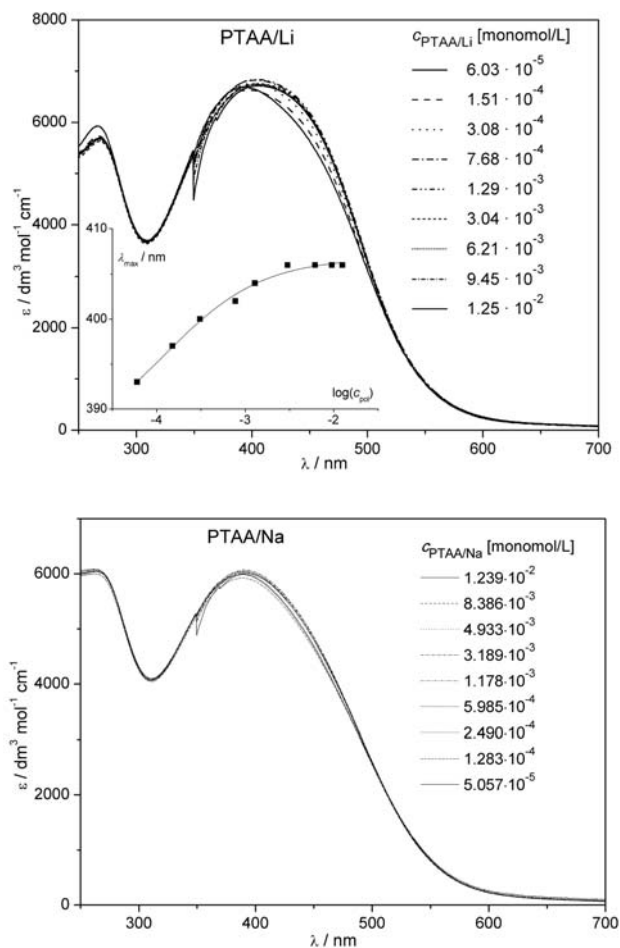 PTAA/Li
c PTAA/Li [monomol/L]
6.03 · 10⁻⁵
1.51 · 10⁻⁴
3.08 · 10⁻⁴
7.68 · 10⁻⁴
1.29 · 10⁻³
3.04 · 10⁻³
6.21 · 10⁻³
9.45 · 10⁻³
1.25 · 10⁻²
8000
6000
4000
2000
0
ε / dm³ mol⁻¹ cm⁻¹
410
400
390
λmax / nm
log(cpol)
-4 -3 -2 -1
300 400 500 600 700
λ / nm
PTAA/Na
c PTAA/Na [monomol/L]
1.239·10⁻²
8.386·10⁻³
4.933·10⁻³
3.189·10⁻³
1.178·10⁻³
5.985·10⁻⁴
2.490·10⁻⁴
1.283·10⁻⁴
5.057·10⁻⁵
6000
4000
2000
0
ε / dm³ mol⁻¹ cm⁻¹
300 400 500 600 700
λ / nm